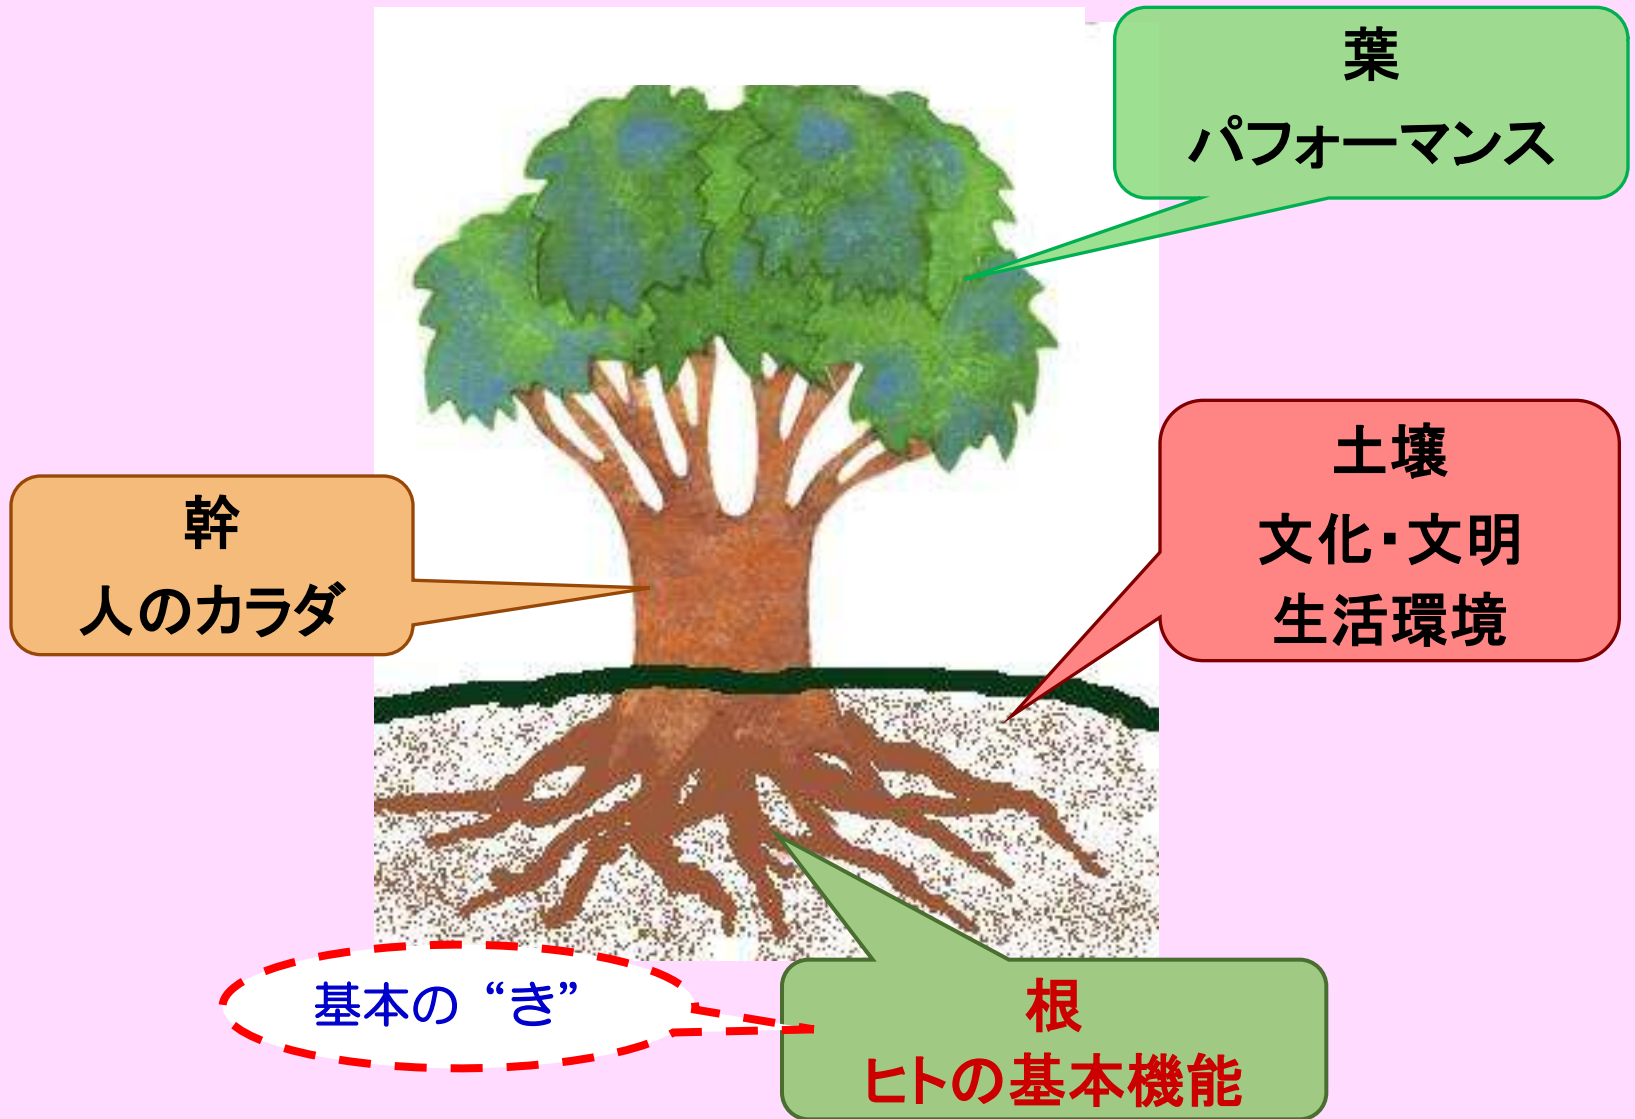 葉
パフォーマンス
土壌
文化・文明
生活環境
幹
人のカラダ
基本の“き”
根
ヒトの基本機能